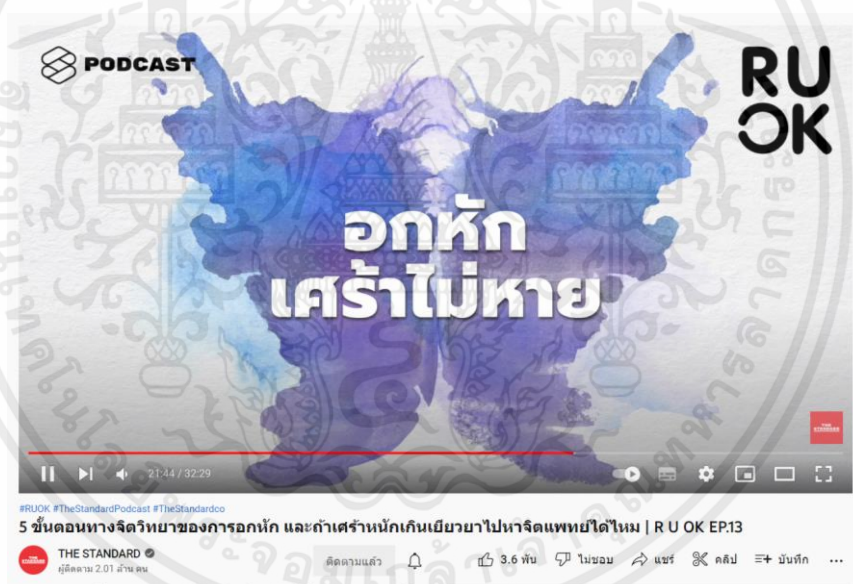 PODCAST
RU
OK
อกหัก
เศร้าไม่หาย
THE STANDARD
21:44 / 32:29
#RUOK #TheStandardPodcast #TheStandardco
5 ขั้นตอนทางจิตวิทยาของการอกหัก และถ้าเศร้าหนักเกินเยียวยาไปหาจิตแพทย์ได้ไหม | R U OK EP.13
THE STANDARD
ผู้ติดตาม 2.01 ล้าน คน
ติดตามแล้ว
3.6 พัน
ไม่ชอบ
แชร์
คลิป
บันทึก